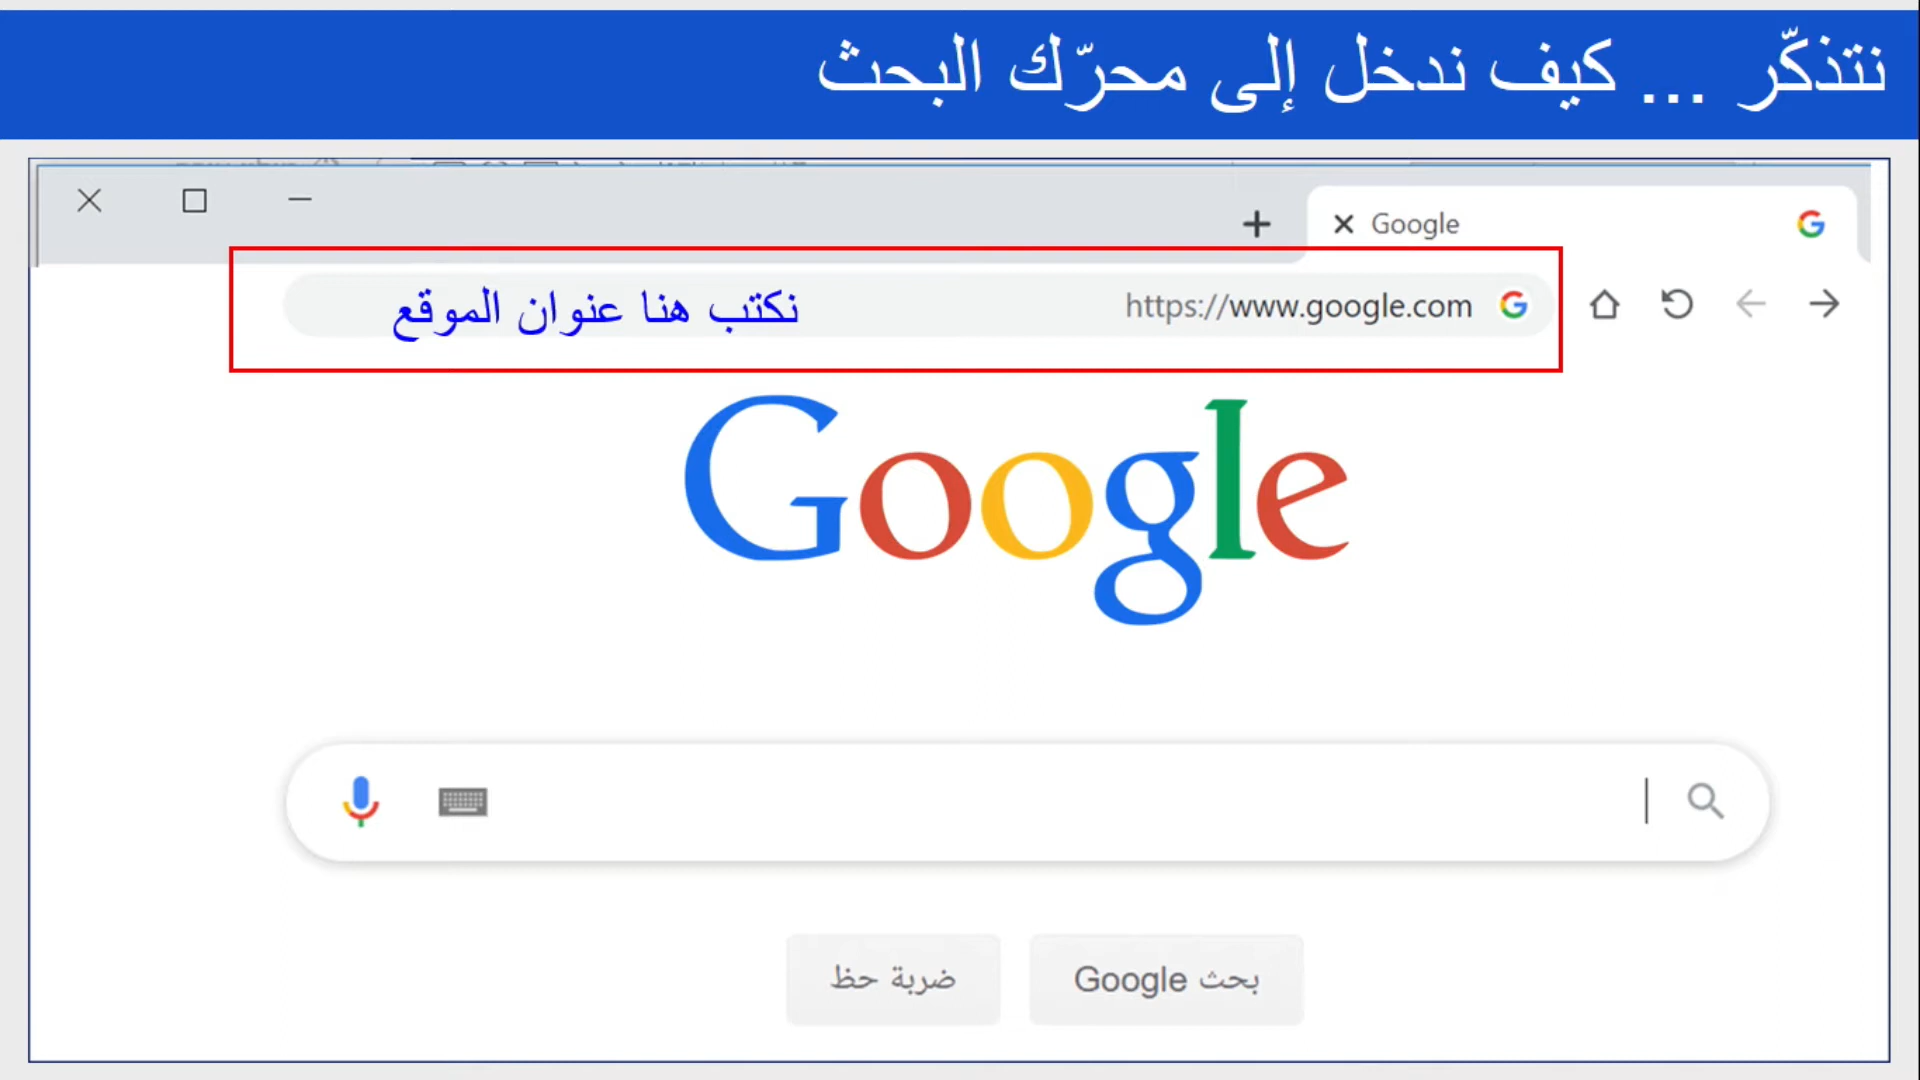 نتذكّر ... كيف ندخل إلى محرّك البحث
Google
https://www.google.com نكتب هنا عنوان الموقع
Google
بحث Google ضربة حظ